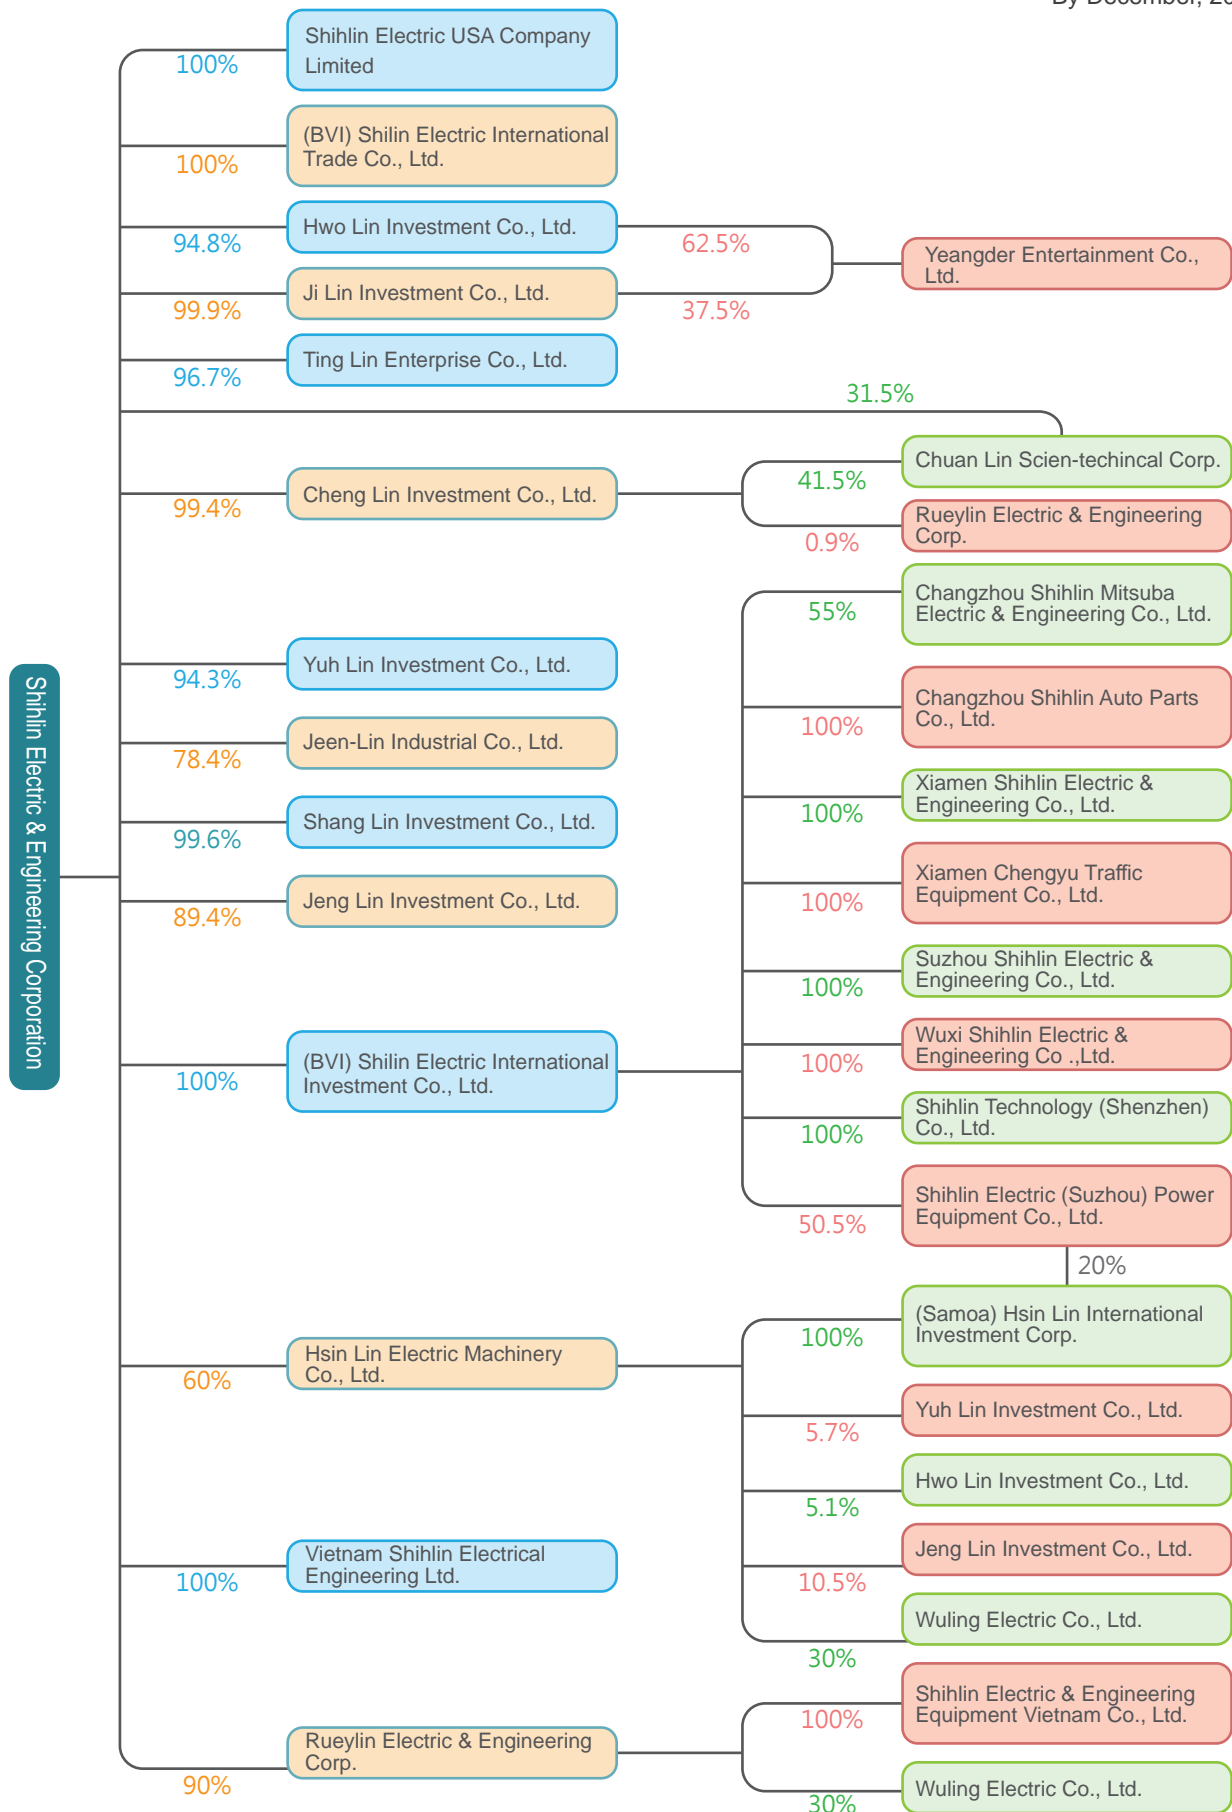 By December,
Shihlin Electric USA Company
Limited
100%
(BVI) Shilin Electric International
Trade Co., Ltd.
100%
Hwo Lin Investment Co., Ltd.
94.8%
62.5%
Yeangder Entertainment Co.,
Ltd.
Ji Lin Investment Co., Ltd.
99.9%
37.5%
Ting Lin Enterprise Co., Ltd.
96.7%
31.5%
Chuan Lin Scien-techincal Corp.
41.5%
Cheng Lin Investment Co., Ltd.
99.4%
Rueylin Electric & Engineering
Corp.
0.9%
Changzhou Shihlin Mitsuba
Electric & Engineering Co., Ltd.
55%
Yuh Lin Investment Co., Ltd.
94.3%
Changzhou Shihlin Auto Parts
Co., Ltd.
100%
Jeen-Lin Industrial Co., Ltd.
78.4%
Xiamen Shihlin Electric &
Engineering Co., Ltd.
100%
Shang Lin Investment Co., Ltd.
99.6%
Xiamen Chengyu Traffic
Equipment Co., Ltd.
100%
Jeng Lin Investment Co., Ltd.
89.4%
Shihlin Electric & Engineering Corporation
Suzhou Shihlin Electric &
Engineering Co., Ltd.
100%
Wuxi Shihlin Electric &
Engineering Co .,Ltd.
100%
(BVI) Shilin Electric International
Investment Co., Ltd.
100%
Shihlin Technology (Shenzhen)
Co., Ltd.
100%
Shihlin Electric (Suzhou) Power
Equipment Co., Ltd.
50.5%
20%
(Samoa) Hsin Lin International
Investment Corp.
100%
Hsin Lin Electric Machinery
Co., Ltd.
60%
Yuh Lin Investment Co., Ltd.
5.7%
Hwo Lin Investment Co., Ltd.
5.1%
Jeng Lin Investment Co., Ltd.
10.5%
Vietnam Shihlin Electrical
Engineering Ltd.
100%
Wuling Electric Co., Ltd.
30%
Shihlin Electric & Engineering
Equipment Vietnam Co., Ltd.
100%
Rueylin Electric & Engineering
Corp.
90%
Wuling Electric Co., Ltd.
30%